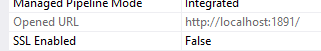 Managed Pipeline Mode Integrated
Opened URL http://localhost:1891/
SSL Enabled False